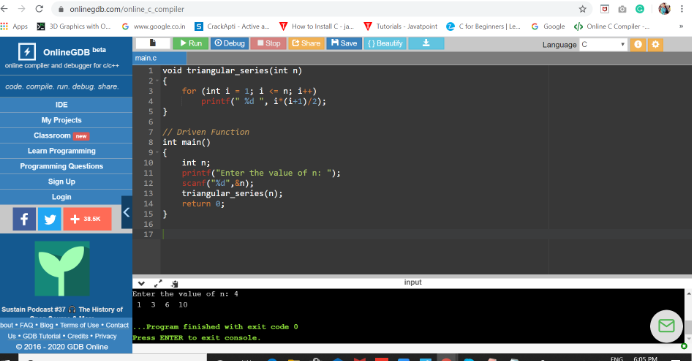 onlinegdb.com/online_c_compiler
Apps 3D Graphics with O... www.google.co.in CrackApti - Active a... How to Install C - ja... Tutorials - Javatpoint C for Beginners | Le... Google Online C Compiler -...
OnlineGDB beta
online compiler and debugger for c/c++
code. compile. run. debug. share.
IDE
My Projects
Classroom new
Learn Programming
Programming Questions
Sign Up
Login
38.5K
Sustain Podcast #37 The History of
bout • FAQ • Blog • Terms of Use • Contact
Us • GDB Tutorial • Credits • Privacy
© 2016 - 2020 GDB Online
Run Debug Stop Share Save {} Beautify
Language C
main.c
1 void triangular_series(int n)
2 {
3 for (int i = 1; i <= n; i++)
4 printf(" %d ", i*(i+1)/2);
5 }
6
7 // Driven Function
8 int main()
9 {
10 int n;
11 printf("Enter the value of n: ");
12 scanf("%d",&n);
13 triangular_series(n);
14 return 0;
15 }
16
17
input
Enter the value of n: 4
1 3 6 10
...Program finished with exit code 0
Press ENTER to exit console.
ENG 6:05 PM